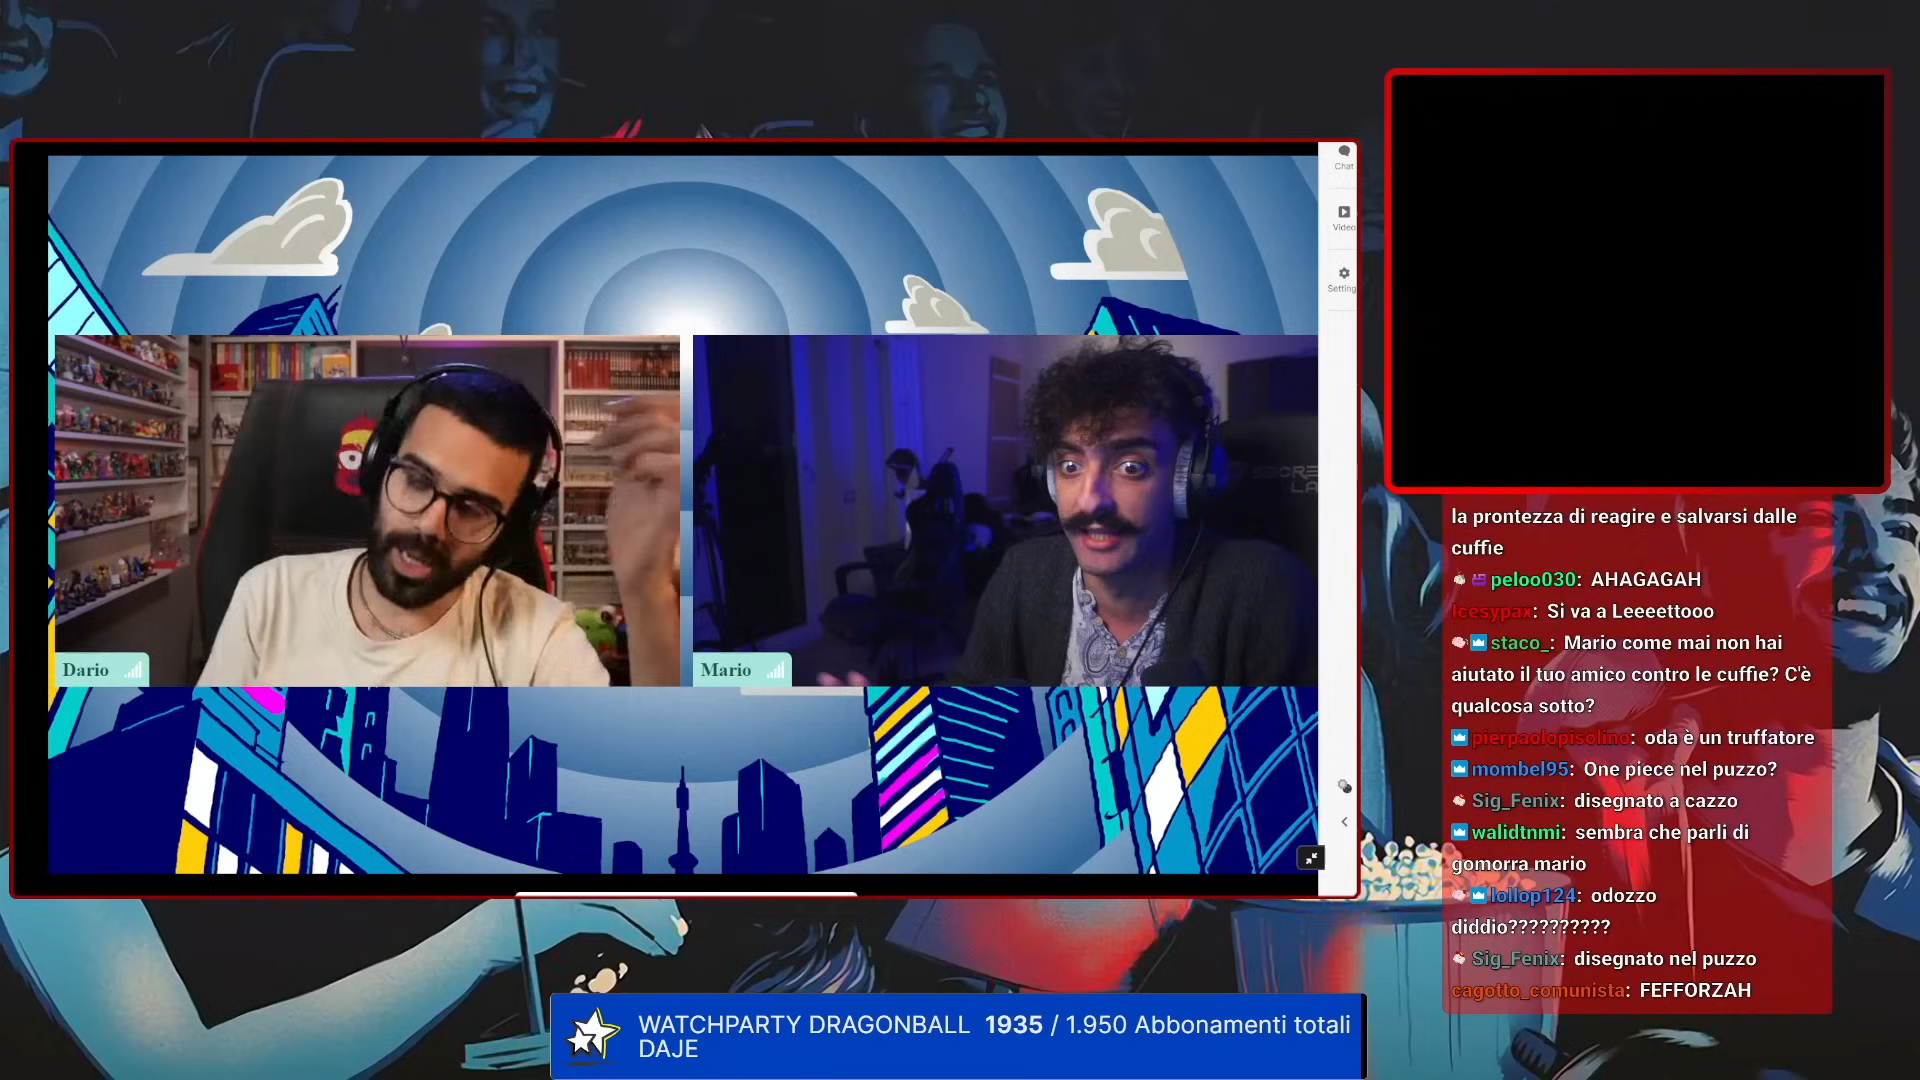 Chat
Video
Setting
SECRE
LA
Dario
Mario
la prontezza di reagire e salvarsi dalle
cuffie
peloo030: AHAGAGAH
Icesypax: Si va a Leeeettooo
staco_: Mario come mai non hai
aiutato il tuo amico contro le cuffie? C'è
qualcosa sotto?
pierpaolopisolino: oda è un truffatore
mombel95: One piece nel puzzo?
Sig_Fenix: disegnato a cazzo
walidtnmi: sembra che parli di
gomorra mario
lollop124: odozzo
diddio??????????
Sig_Fenix: disegnato nel puzzo
cagotto_comunista: FEFFORZAH
WATCHPARTY DRAGONBALL 1935 / 1.950 Abbonamenti totali
DAJE